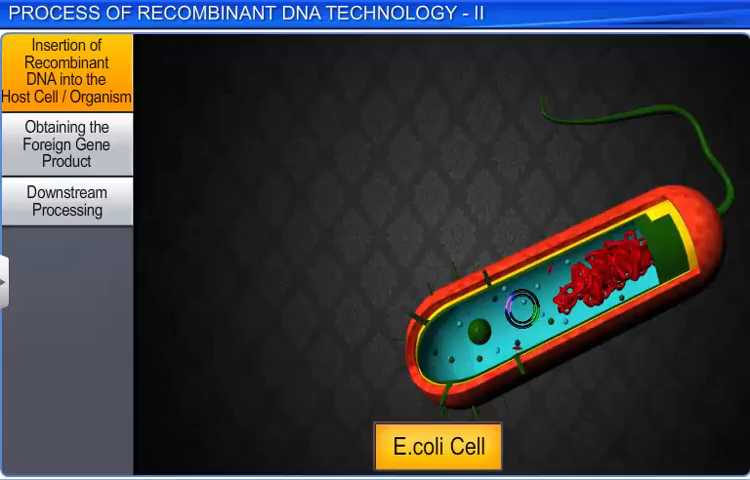 PROCESS OF RECOMBINANT DNA TECHNOLOGY - II
Insertion of
Recombinant
DNA into the
Host Cell / Organism
Obtaining the
Foreign Gene
Product
Downstream
Processing
E.coli Cell